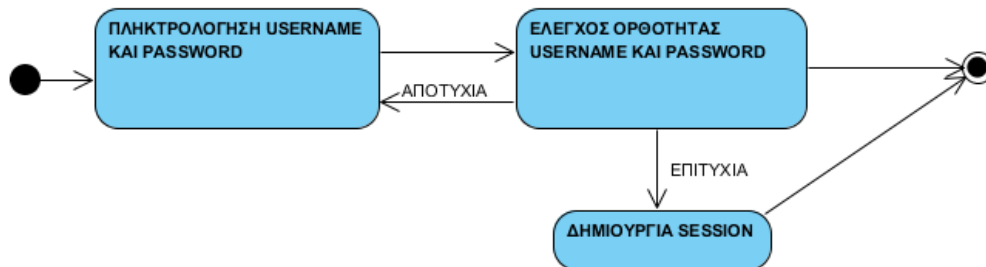 ΠΛΗΚΤΡΟΛΟΓΗΣΗ USERNAME
ΚΑΙ PASSWORD
ΕΛΕΓΧΟΣ ΟΡΘΟΤΗΤΑΣ
USERNAME ΚΑΙ PASSWORD
ΑΠΟΤΥΧΙΑ
ΕΠΙΤΥΧΙΑ
ΔΗΜΙΟΥΡΓΙΑ SESSION